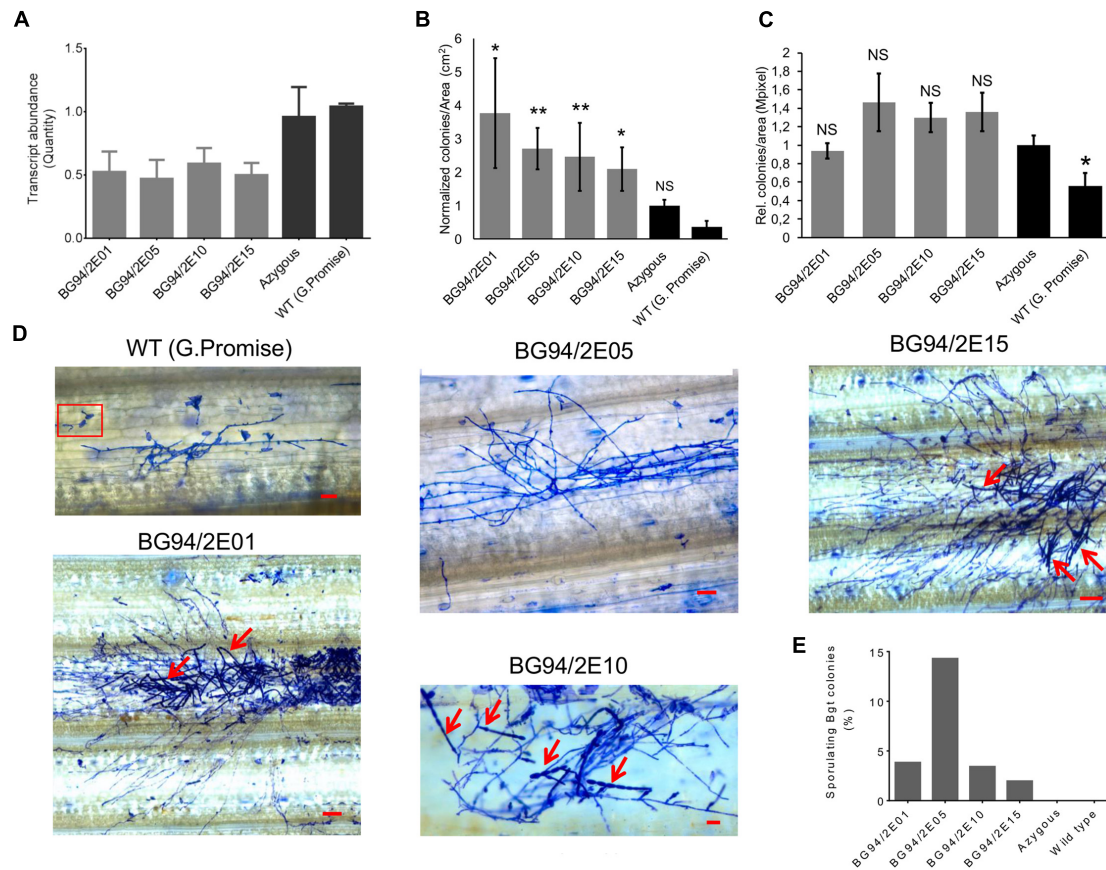 A
Transcript abundance
(Quantity)
1.5
1.0
0.5
0.0
BG94/2E01
BG94/2E05
BG94/2E10
BG94/2E15
Azygous
WT (G.Promise)
B
Normalized colonies/Area (cm²)
6
5
4
3
2
1
0
*
**
**
*
NS
BG94/2E01
BG94/2E05
BG94/2E10
BG94/2E15
Azygous
WT (G. Promise)
C
Rel. colonies/area (Mpixel)
2
1,8
1,6
1,4
1,2
1
0,8
0,6
0,4
0,2
0
NS
NS
NS
NS
*
BG94/2E01
BG94/2E05
BG94/2E10
BG94/2E15
Azygous
WT (G. Promise)
D
WT (G.Promise)
BG94/2E05
BG94/2E15
BG94/2E01
BG94/2E10
E
Sporulating Bgt colonies
(%)
15
10
5
0
BG94/2E01
BG94/2E05
BG94/2E10
BG94/2E15
Azygous
Wild type